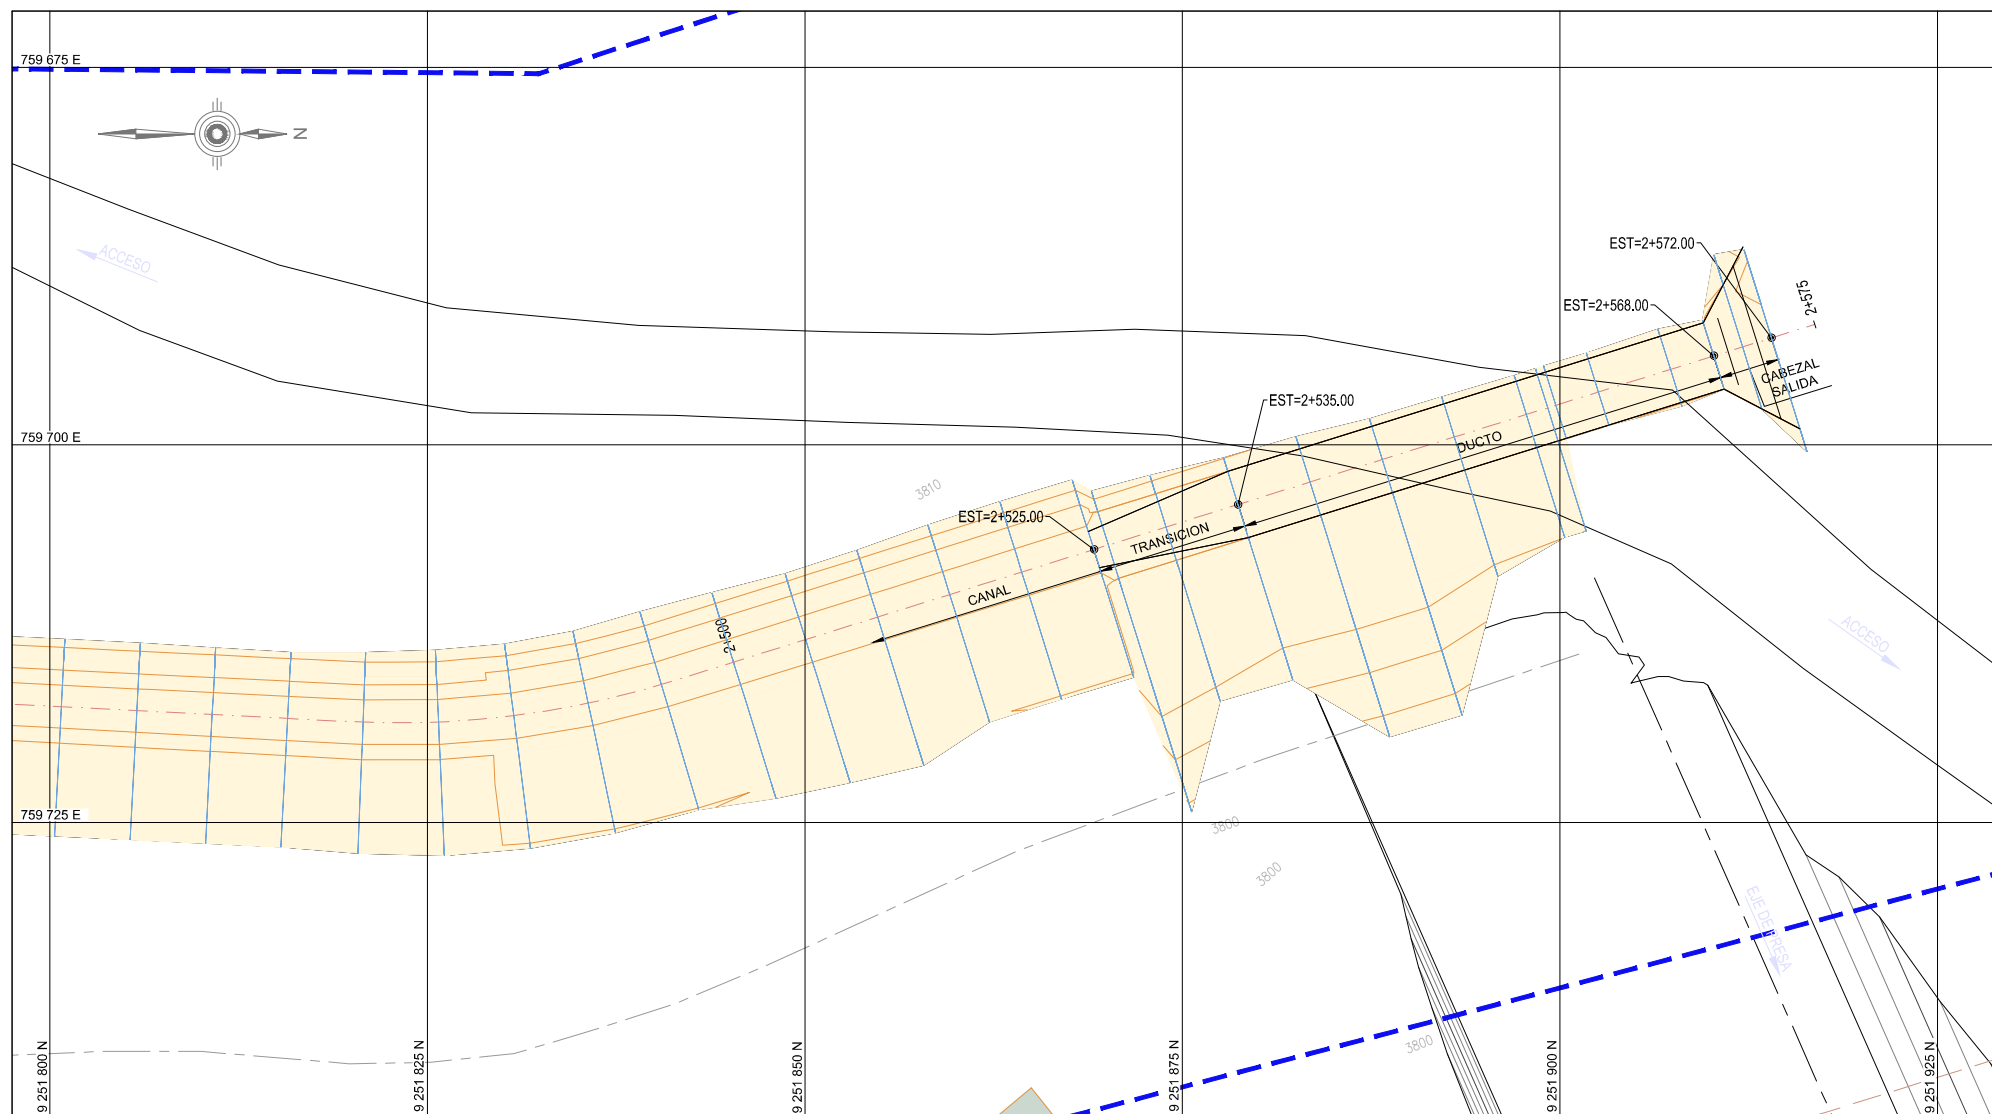 759 675 E
N
ACCESO
EST=2+572.00
EST=2+568.00
2+575
CABEZAL
SALIDA
EST=2+535.00
759 700 E
DUCTO
3810
EST=2+525.00
TRANSICION
CANAL
2+500
ACCESO
759 725 E
3800
3800
EJE DE PRESA
3800
9 251 800 N
9 251 825 N
9 251 850 N
9 251 875 N
9 251 900 N
9 251 925 N